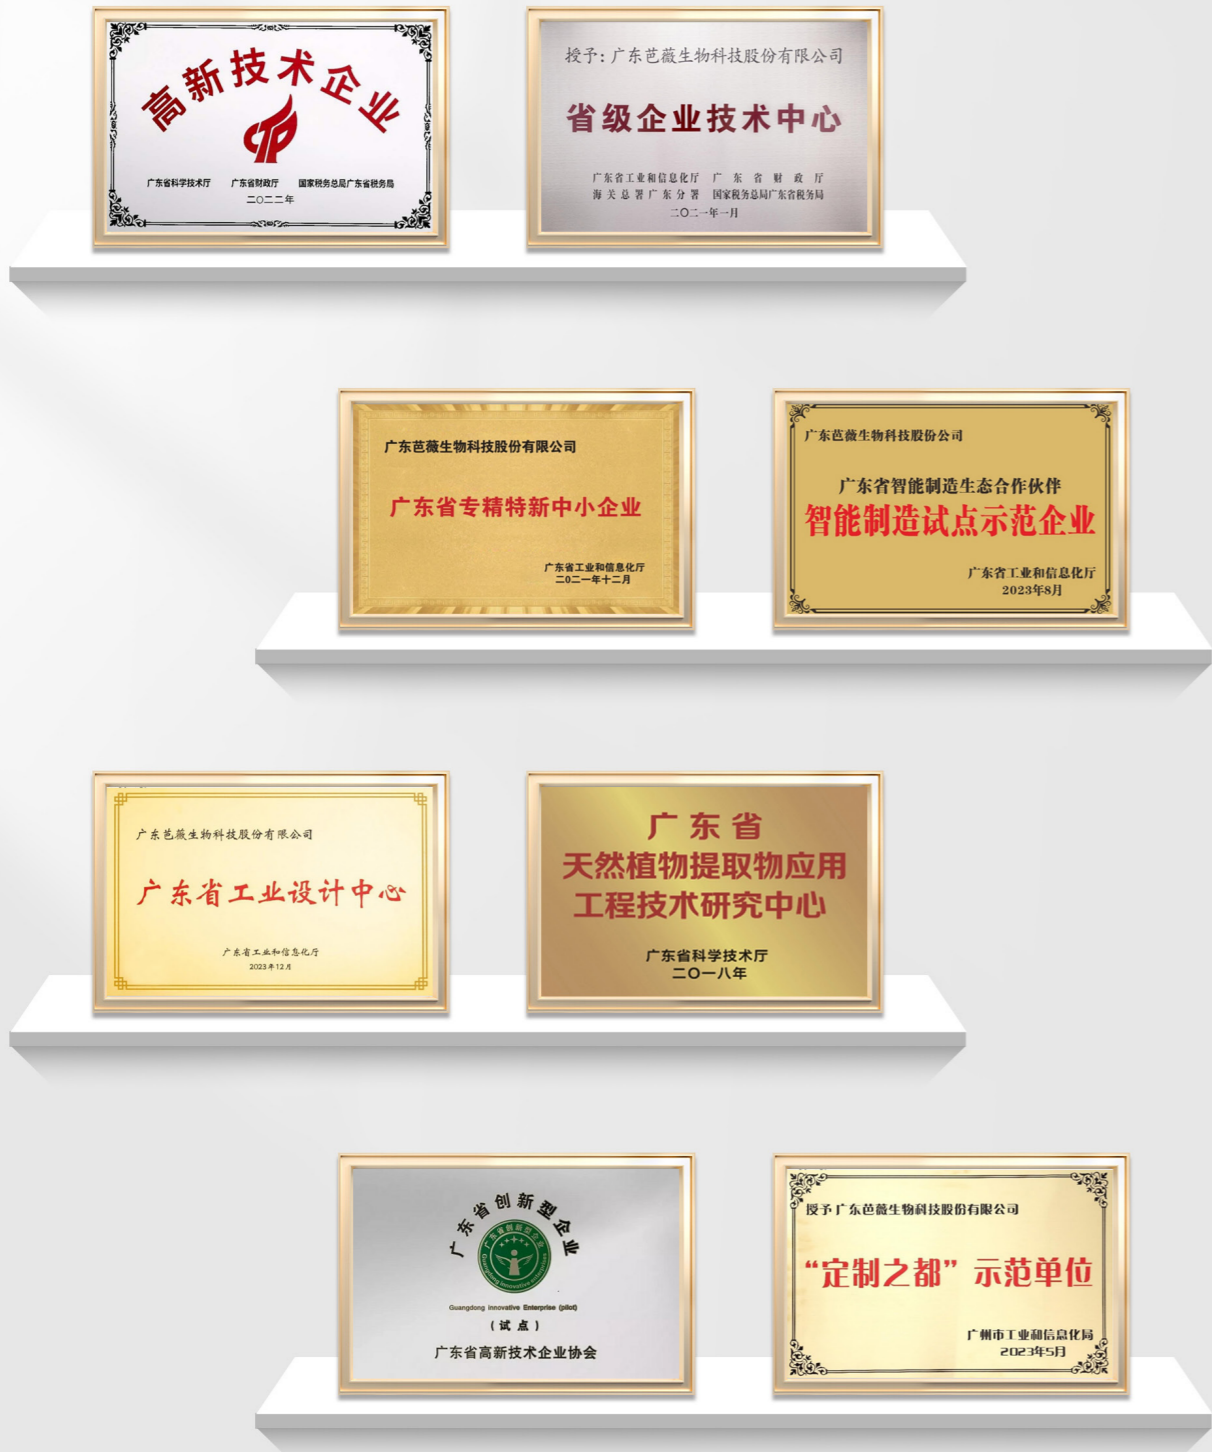 高新技术企业
广东省科学技术厅 广东省财政厅 国家税务总局广东省税务局
二〇二二年
授予: 广东芭薇生物科技股份有限公司
省级企业技术中心
广东省工业和信息化厅 广东省财政厅
海关总署广东分署 国家税务总局广东省税务局
二〇二一年一月
广东芭薇生物科技股份有限公司
广东省专精特新中小企业
广东省工业和信息化厅
二〇二一年十二月
广东芭薇生物科技股份公司
广东省智能制造生态合作伙伴
智能制造试点示范企业
广东省工业和信息化厅
2023年8月
广东芭薇生物科技股份有限公司
广东省工业设计中心
广东省工业和信息化厅
2023年12月
广东省
天然植物提取物应用
工程技术研究中心
广东省科学技术厅
二〇一八年
广东省创新型企业
广东省创新型企业
Guangdong Innovative Enterprises
Guangdong Innovative Enterprise (pilot)
(试点)
广东省高新技术企业协会
授予 广东芭薇生物科技股份有限公司
“定制之都”示范单位
广州市工业和信息化局
2023年5月